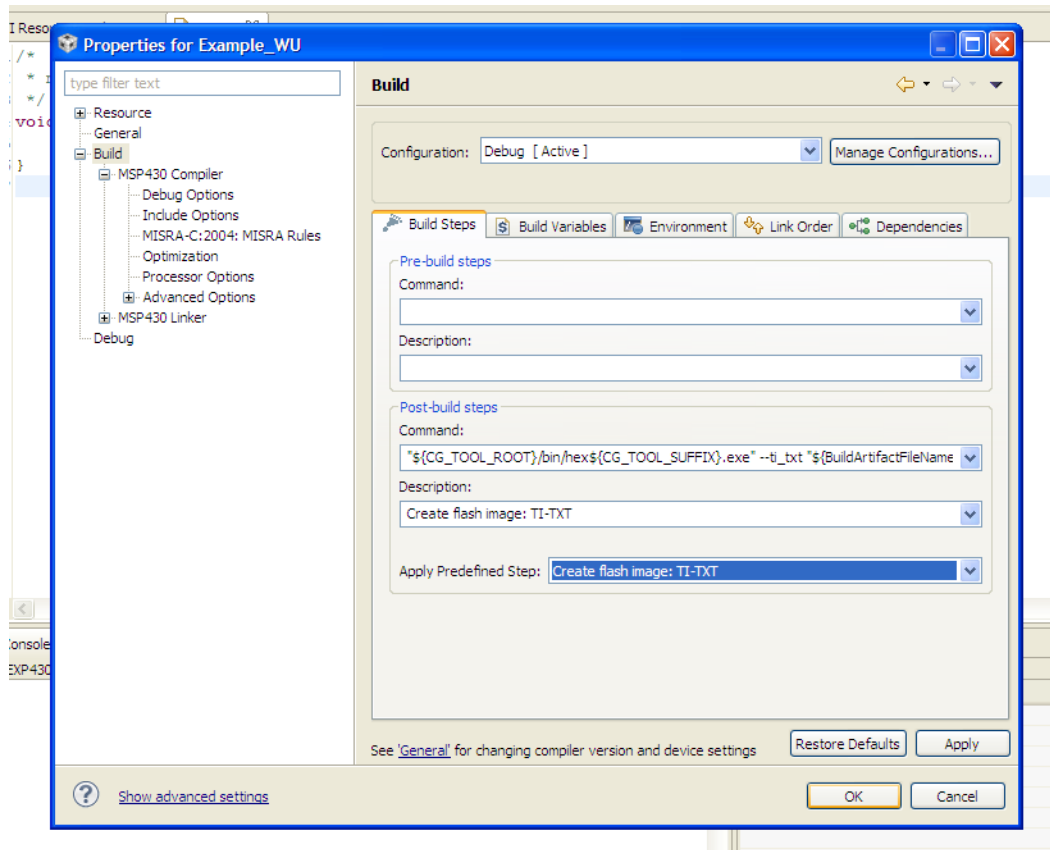 I Reso
Properties for Example_WU
/*
*
*/
void
}
type filter text
Resource
General
Build
MSP430 Compiler
Debug Options
Include Options
MISRA-C:2004: MISRA Rules
Optimization
Processor Options
Advanced Options
MSP430 Linker
Debug
Build
Configuration:
Debug [ Active ]
Manage Configurations...
Build Steps
Build Variables
Environment
Link Order
Dependencies
Pre-build steps
Command:
Description:
Post-build steps
Command:
"${CG_TOOL_ROOT}/bin/hex${CG_TOOL_SUFFIX}.exe" --ti_txt "${BuildArtifactFileName
Description:
Create flash image: TI-TXT
Apply Predefined Step:
Create flash image: TI-TXT
Console
EXP430
See 'General' for changing compiler version and device settings
Restore Defaults
Apply
Show advanced settings
OK
Cancel